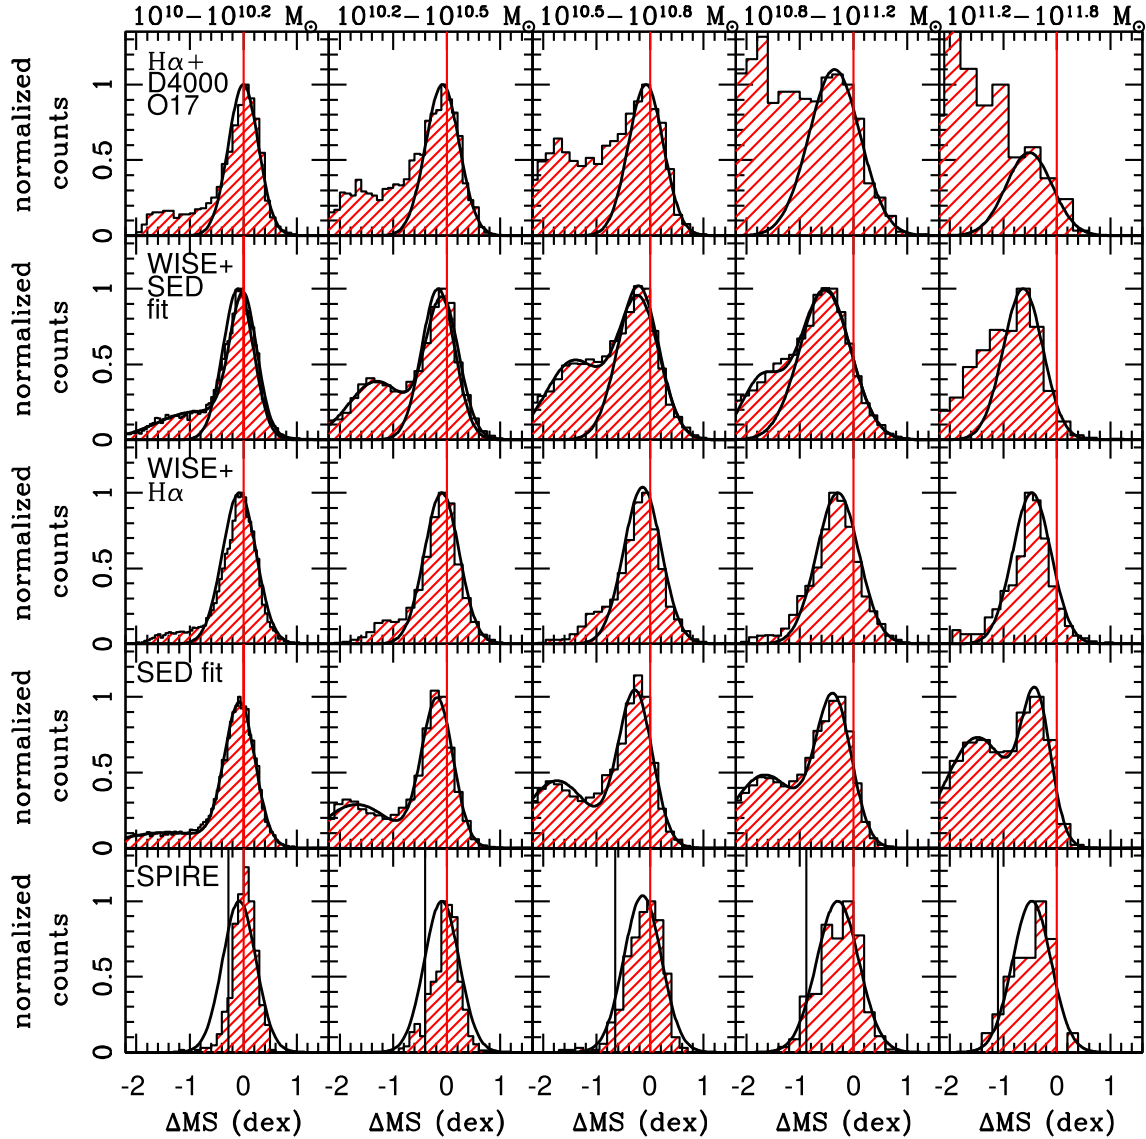 10^10−10^10.2 M⊙ 10^10.2−10^10.5 M⊙ 10^10.5−10^10.8 M⊙ 10^10.8−10^11.2 M⊙ 10^11.2−10^11.8 M⊙
normalized
counts
1
0.5
0
Hα+
D4000
O17
normalized
counts
1
0.5
0
WISE+
SED
fit
normalized
counts
1
0.5
0
WISE+
Hα
normalized
counts
1
0.5
0
SED fit
normalized
counts
1
0.5
0
SPIRE
-2 -1 0 1 -2 -1 0 1 -2 -1 0 1 -2 -1 0 1 -2 -1 0 1
ΔMS (dex) ΔMS (dex) ΔMS (dex) ΔMS (dex) ΔMS (dex)